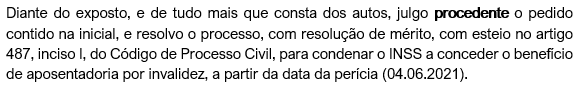 Diante do exposto, e de tudo mais que consta dos autos, julgo procedente o pedido
contido na inicial, e resolvo o processo, com resolução de mérito, com esteio no artigo
487, inciso I, do Código de Processo Civil, para condenar o INSS a conceder o benefício
de aposentadoria por invalidez, a partir da data da perícia (04.06.2021).